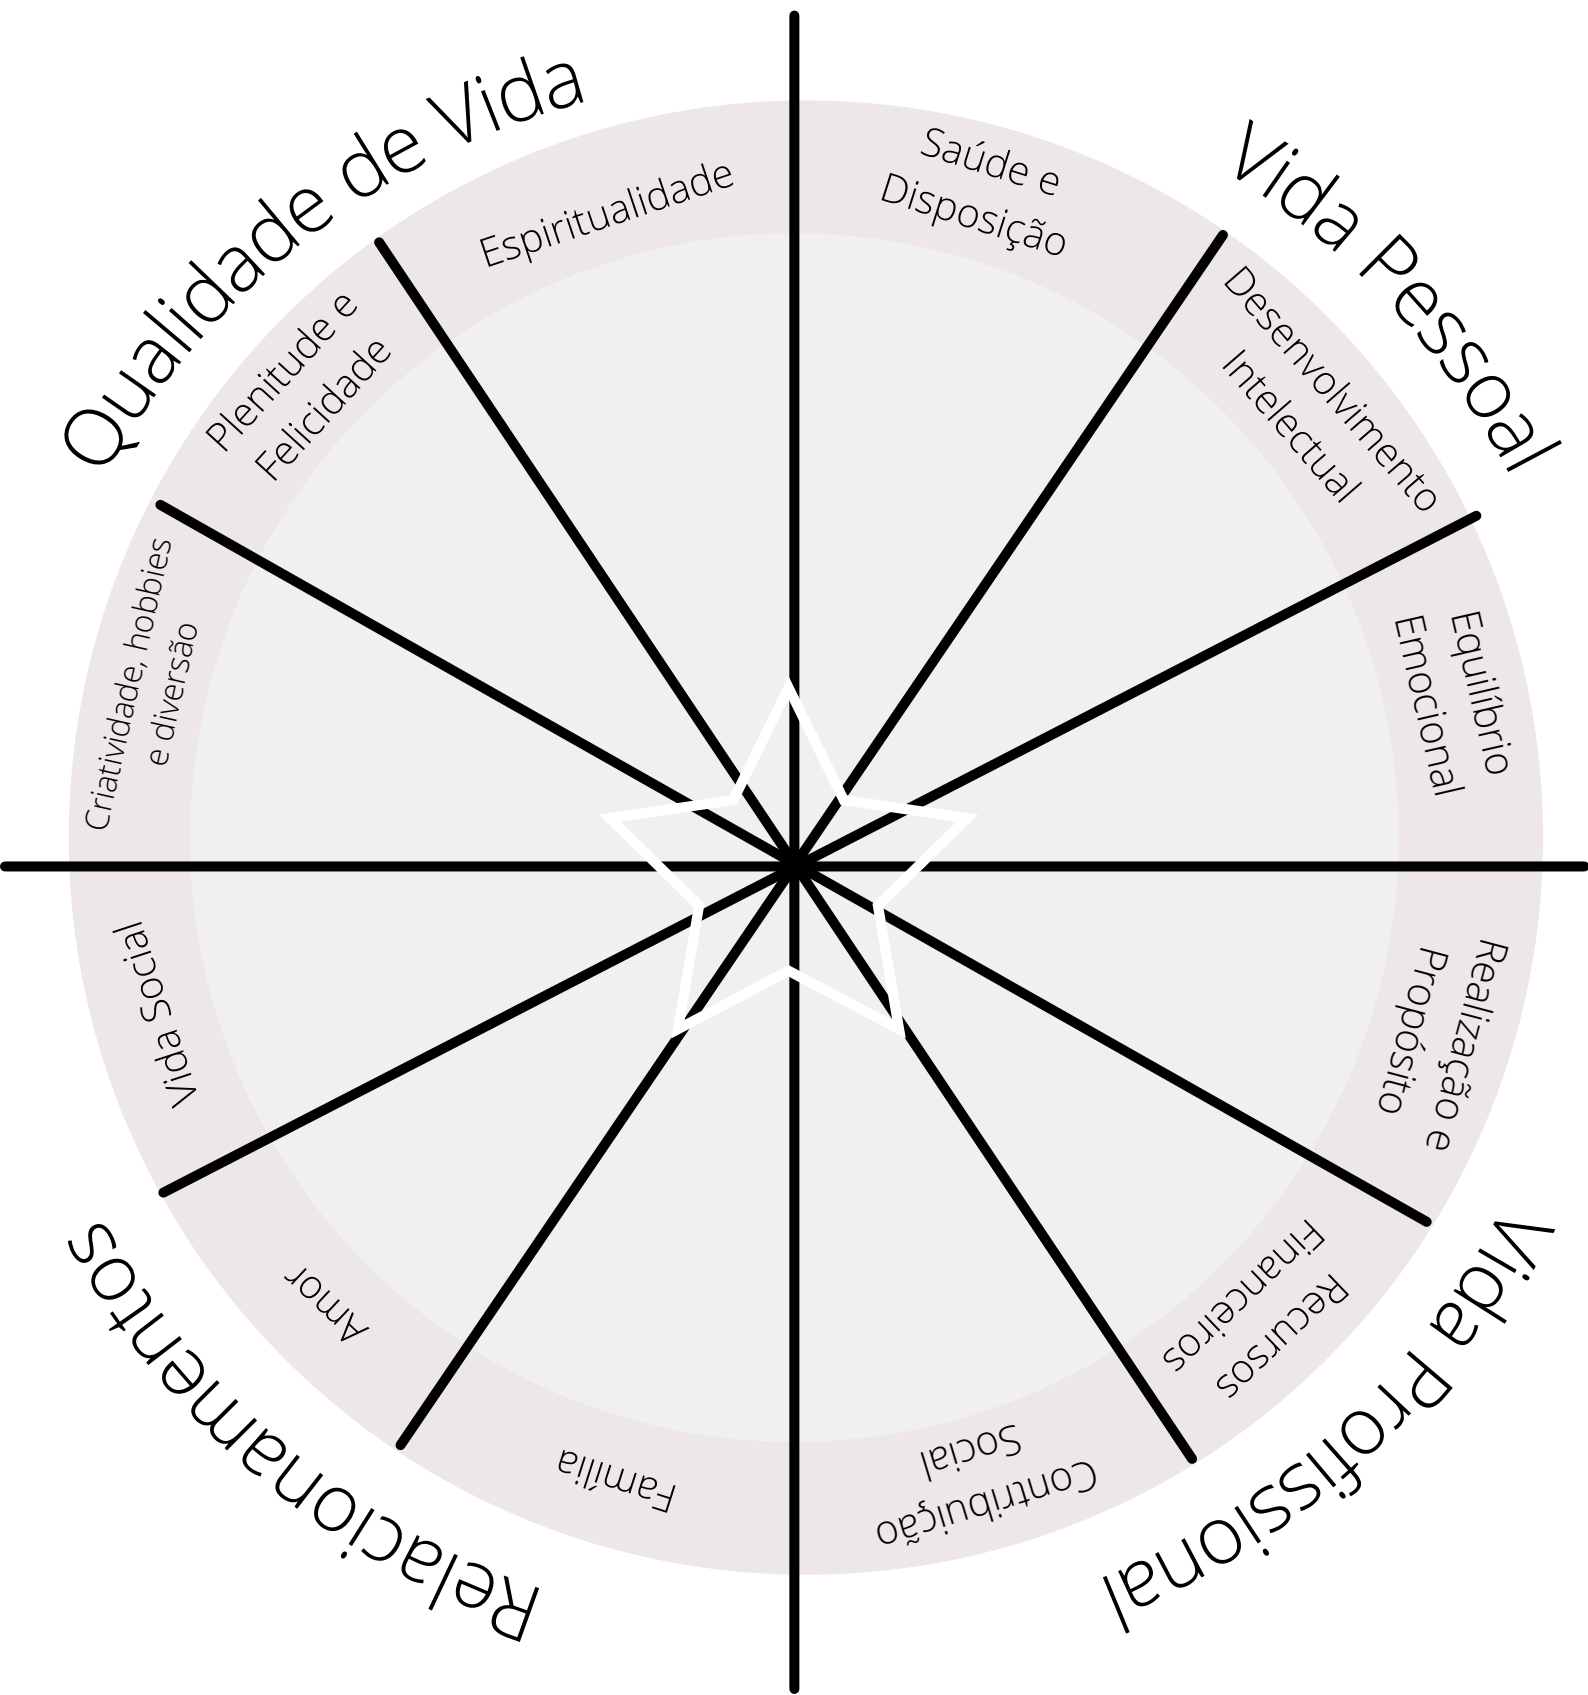 Qualidade de Vida
Vida Pessoal
Vida Profissional
Relacionamentos
Saúde e
Disposição
Desenvolvimento
Intelectual
Equilíbrio
Emocional
Realização e
Propósito
Recursos
Financeiros
Contribuição
Social
Família
Amor
Vida Social
Criatividade, hobbies
e diversão
Plenitude e
Felicidade
Espiritualidade